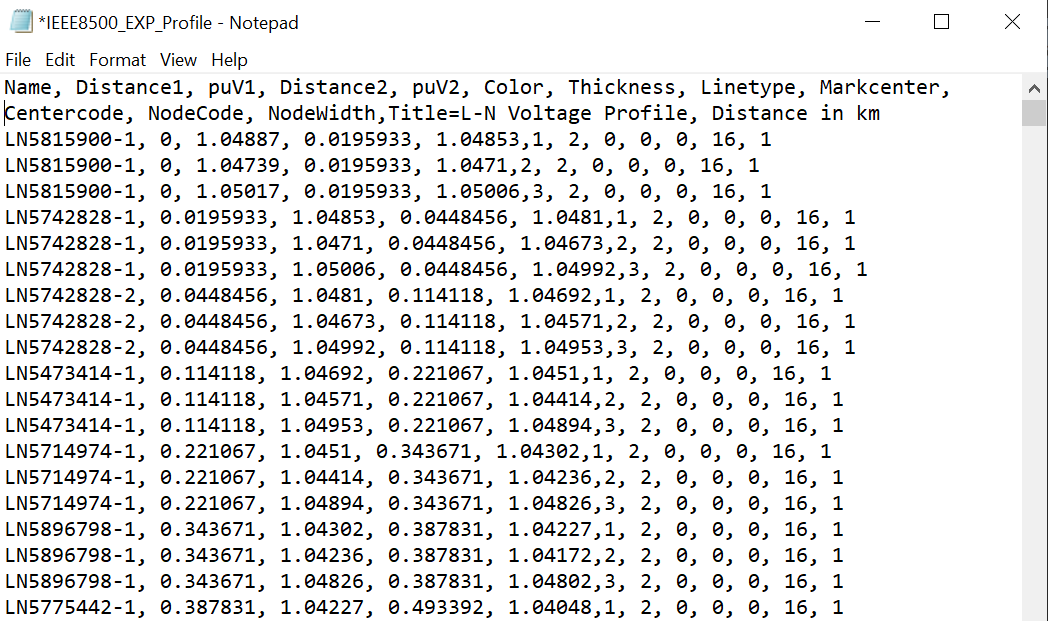 *IEEE8500_EXP_Profile - Notepad
File Edit Format View Help
Name, Distance1, puV1, Distance2, puV2, Color, Thickness, Linetype, Markcenter,
Centercode, NodeCode, NodeWidth,Title=L-N Voltage Profile, Distance in km
LN5815900-1, 0, 1.04887, 0.0195933, 1.04853,1, 2, 0, 0, 0, 16, 1
LN5815900-1, 0, 1.04739, 0.0195933, 1.0471,2, 2, 0, 0, 0, 16, 1
LN5815900-1, 0, 1.05017, 0.0195933, 1.05006,3, 2, 0, 0, 0, 16, 1
LN5742828-1, 0.0195933, 1.04853, 0.0448456, 1.0481,1, 2, 0, 0, 0, 16, 1
LN5742828-1, 0.0195933, 1.0471, 0.0448456, 1.04673,2, 2, 0, 0, 0, 16, 1
LN5742828-1, 0.0195933, 1.05006, 0.0448456, 1.04992,3, 2, 0, 0, 0, 16, 1
LN5742828-2, 0.0448456, 1.0481, 0.114118, 1.04692,1, 2, 0, 0, 0, 16, 1
LN5742828-2, 0.0448456, 1.04673, 0.114118, 1.04571,2, 2, 0, 0, 0, 16, 1
LN5742828-2, 0.0448456, 1.04992, 0.114118, 1.04953,3, 2, 0, 0, 0, 16, 1
LN5473414-1, 0.114118, 1.04692, 0.221067, 1.0451,1, 2, 0, 0, 0, 16, 1
LN5473414-1, 0.114118, 1.04571, 0.221067, 1.04414,2, 2, 0, 0, 0, 16, 1
LN5473414-1, 0.114118, 1.04953, 0.221067, 1.04894,3, 2, 0, 0, 0, 16, 1
LN5714974-1, 0.221067, 1.0451, 0.343671, 1.04302,1, 2, 0, 0, 0, 16, 1
LN5714974-1, 0.221067, 1.04414, 0.343671, 1.04236,2, 2, 0, 0, 0, 16, 1
LN5714974-1, 0.221067, 1.04894, 0.343671, 1.04826,3, 2, 0, 0, 0, 16, 1
LN5896798-1, 0.343671, 1.04302, 0.387831, 1.04227,1, 2, 0, 0, 0, 16, 1
LN5896798-1, 0.343671, 1.04236, 0.387831, 1.04172,2, 2, 0, 0, 0, 16, 1
LN5896798-1, 0.343671, 1.04826, 0.387831, 1.04802,3, 2, 0, 0, 0, 16, 1
LN5775442-1, 0.387831, 1.04227, 0.493392, 1.04048,1, 2, 0, 0, 0, 16, 1